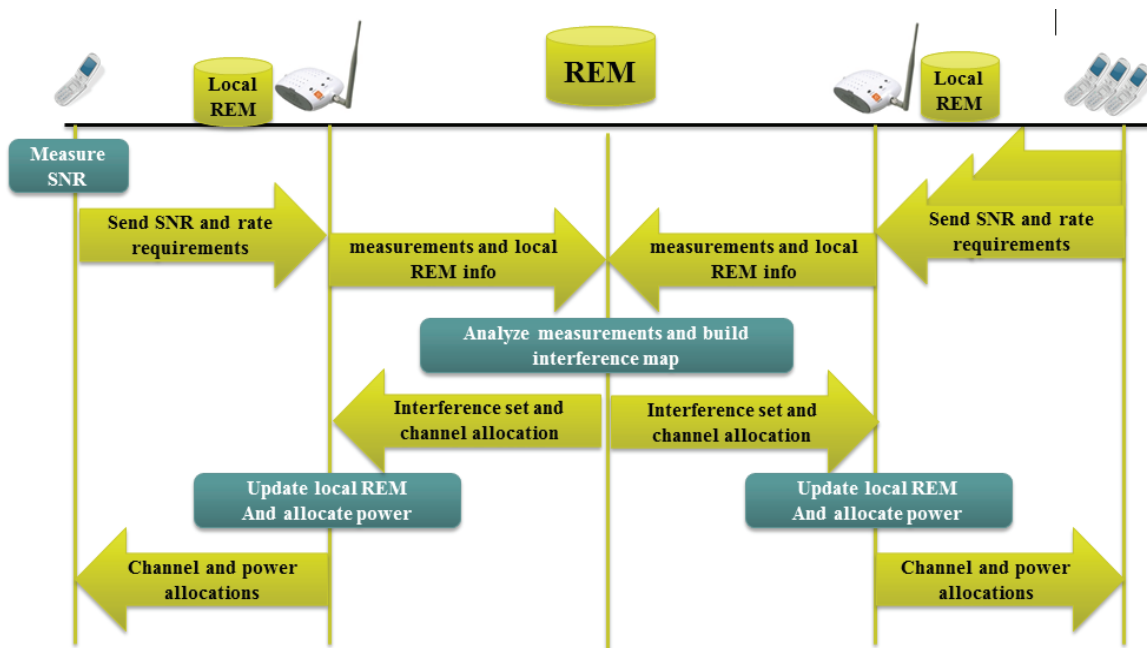 Local
REM
REM
Local
REM
Measure
SNR
Send SNR and rate
requirements
measurements and local
REM info
measurements and local
REM info
Send SNR and rate
requirements
Analyze measurements and build
interference map
Interference set and
channel allocation
Interference set and
channel allocation
Update local REM
And allocate power
Update local REM
And allocate power
Channel and power
allocations
Channel and power
allocations